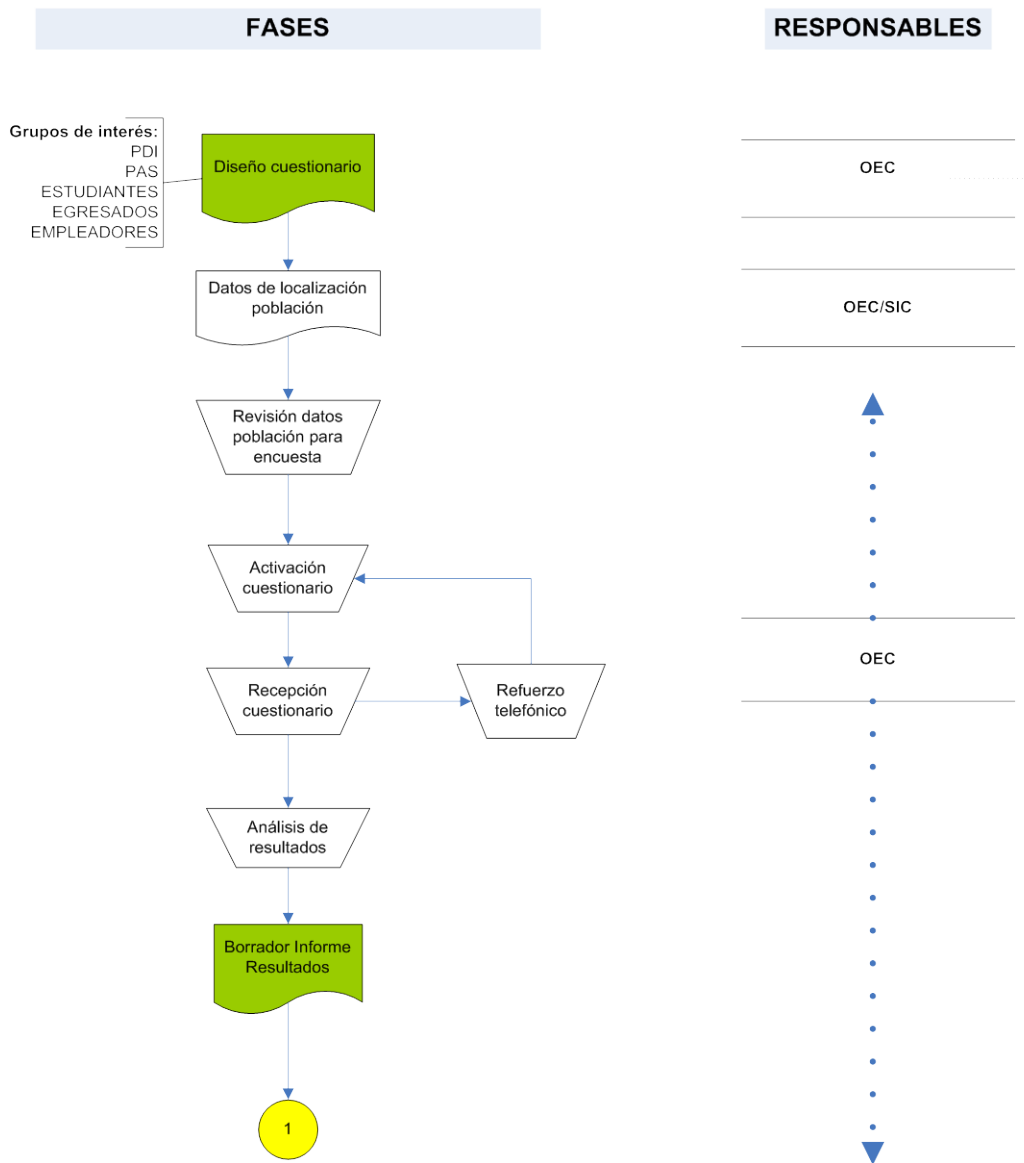 FASES
RESPONSABLES
Grupos de interés:
PDI
PAS
ESTUDIANTES
EGRESADOS
EMPLEADORES
Diseño cuestionario
OEC
Datos de localización
población
OEC/SIC
Revisión datos
población para
encuesta
Activación
cuestionario
Recepción
cuestionario
Refuerzo
telefónico
OEC
Análisis de
resultados
Borrador Informe
Resultados
1